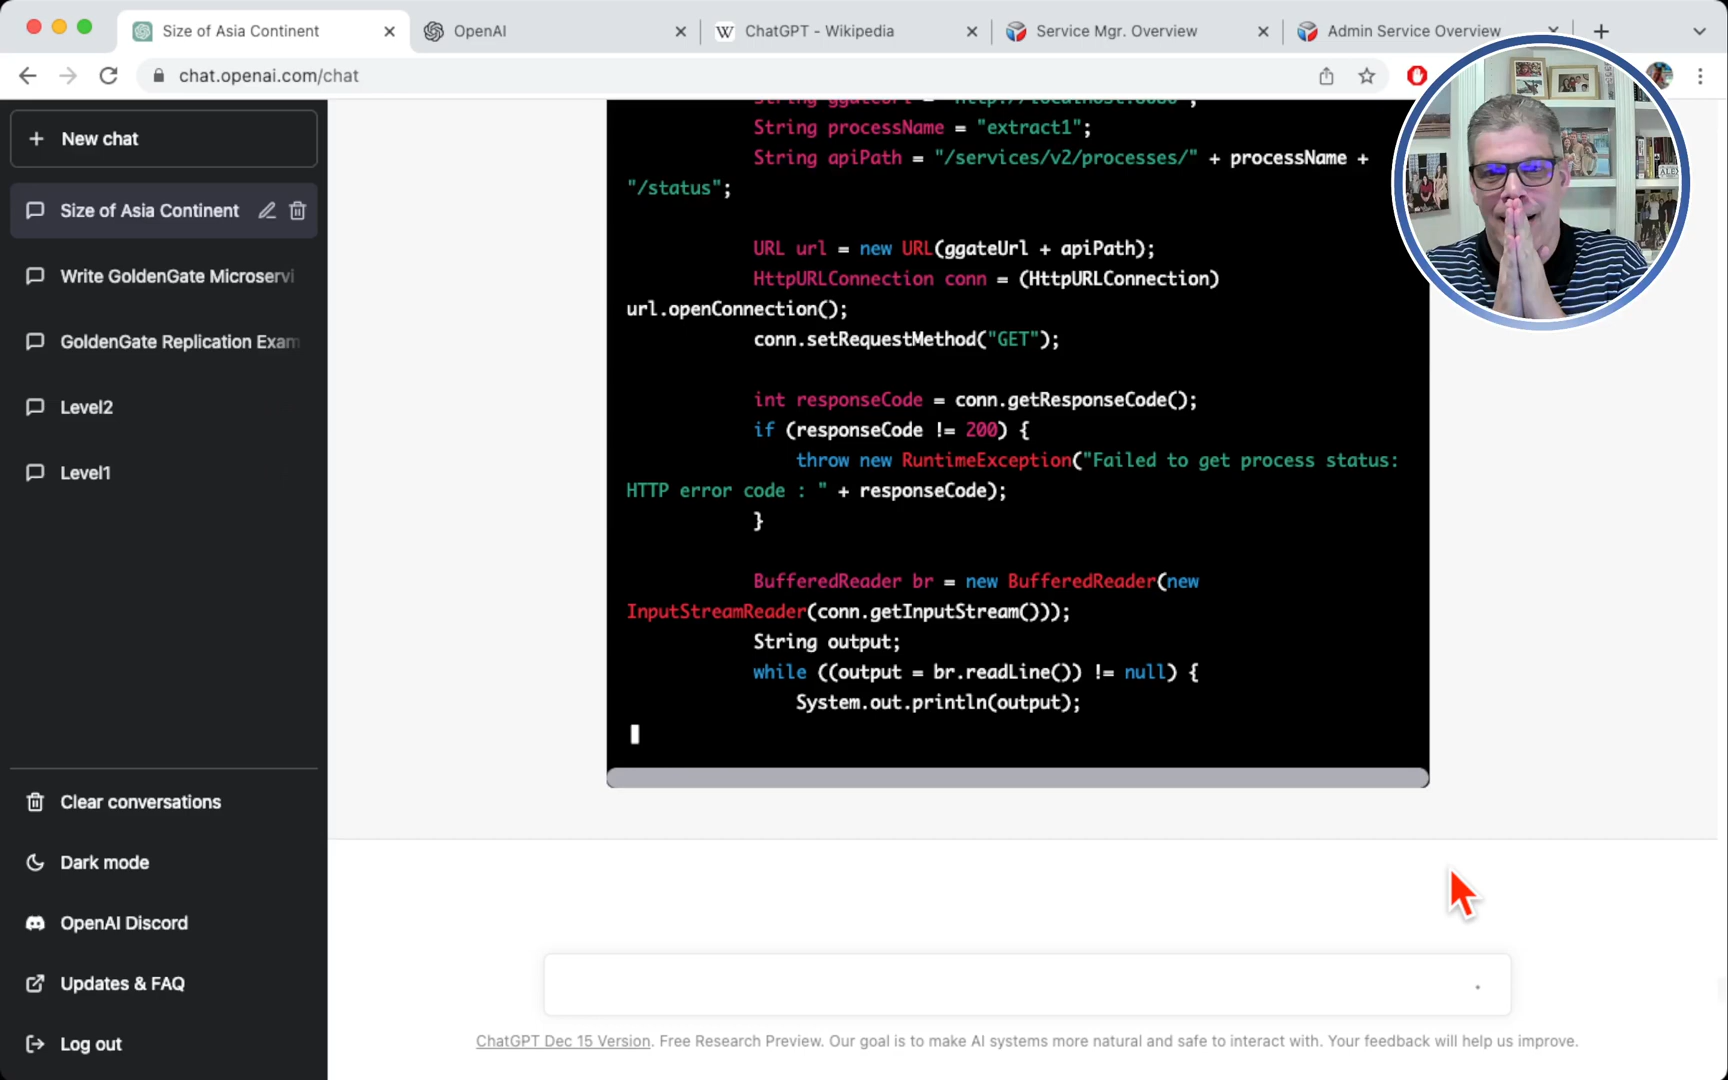 Size of Asia Continent
OpenAI
ChatGPT - Wikipedia
Service Mgr. Overview
Admin Service Overview
chat.openai.com/chat
New chat
Size of Asia Continent
Write GoldenGate Microservi
GoldenGate Replication Exam
Level2
Level1
Clear conversations
Dark mode
OpenAI Discord
Updates & FAQ
Log out
String ggateUrl = "http://localhost:8080";
String processName = "extract1";
String apiPath = "/services/v2/processes/" + processName +
"/status";
URL url = new URL(ggateUrl + apiPath);
HttpURLConnection conn = (HttpURLConnection)
url.openConnection();
conn.setRequestMethod("GET");
int responseCode = conn.getResponseCode();
if (responseCode != 200) {
throw new RuntimeException("Failed to get process status:
HTTP error code : " + responseCode);
}
BufferedReader br = new BufferedReader(new
InputStreamReader(conn.getInputStream()));
String output;
while ((output = br.readLine()) != null) {
System.out.println(output);
ChatGPT Dec 15 Version. Free Research Preview. Our goal is to make AI systems more natural and safe to interact with. Your feedback will help us improve.